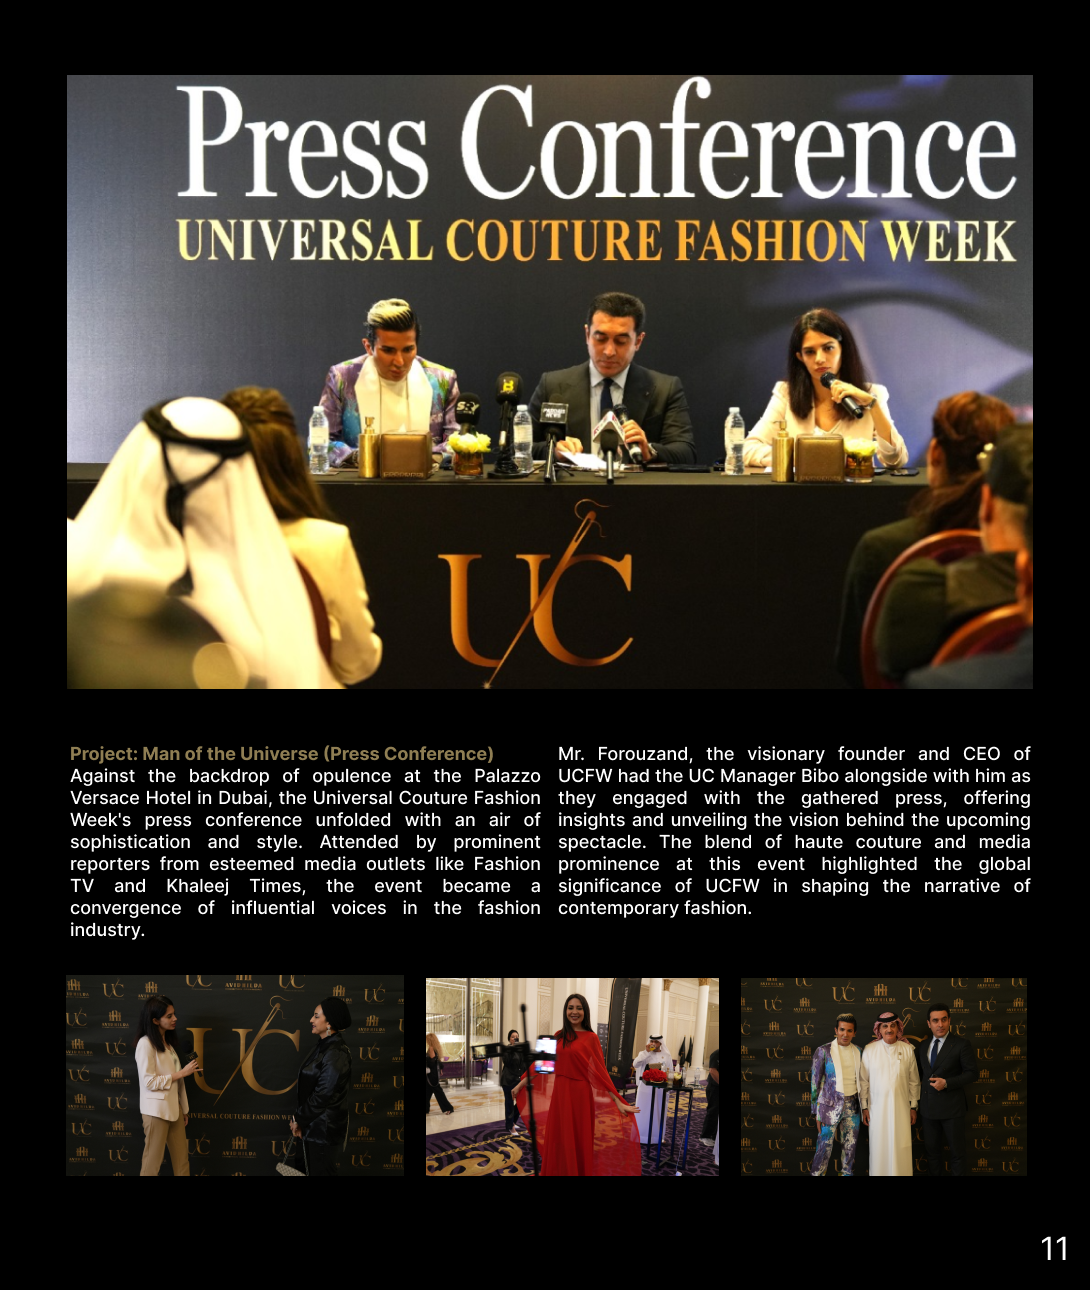 Press Conference
UNIVERSAL COUTURE FASHION WEEK
UC
Project: Man of the Universe (Press Conference)
Against the backdrop of opulence at the Palazzo
Versace Hotel in Dubai, the Universal Couture Fashion
Week's press conference unfolded with an air of
sophistication and style. Attended by prominent
reporters from esteemed media outlets like Fashion
TV and Khaleej Times, the event became a
convergence of influential voices in the fashion
industry.
Mr. Forouzand, the visionary founder and CEO of
UCFW had the UC Manager Bibo alongside with him as
they engaged with the gathered press, offering
insights and unveiling the vision behind the upcoming
spectacle. The blend of haute couture and media
prominence at this event highlighted the global
significance of UCFW in shaping the narrative of
contemporary fashion.
UC
UNIVERSAL COUTURE FASHION WEEK
UC
11